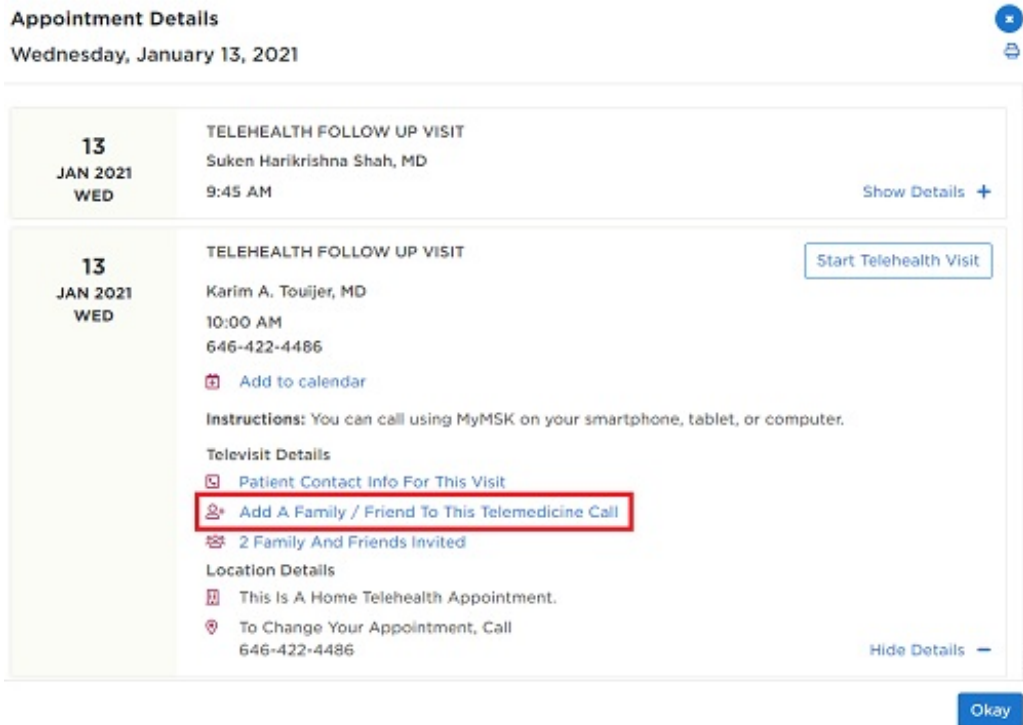 Appointment Details
Wednesday, January 13, 2021
13
JAN 2021
WED
TELEHEALTH FOLLOW UP VISIT
Suken Harikrishna Shah, MD
9:45 AM
Show Details +
13
JAN 2021
WED
TELEHEALTH FOLLOW UP VISIT
Start Telehealth Visit
Karim A. Touijer, MD
10:00 AM
646-422-4486
Add to calendar
Instructions: You can call using MyMSK on your smartphone, tablet, or computer.
Televisit Details
Patient Contact Info For This Visit
Add A Family / Friend To This Telemedicine Call
2 Family And Friends Invited
Location Details
This Is A Home Telehealth Appointment.
To Change Your Appointment, Call
646-422-4486
Hide Details −
Okay